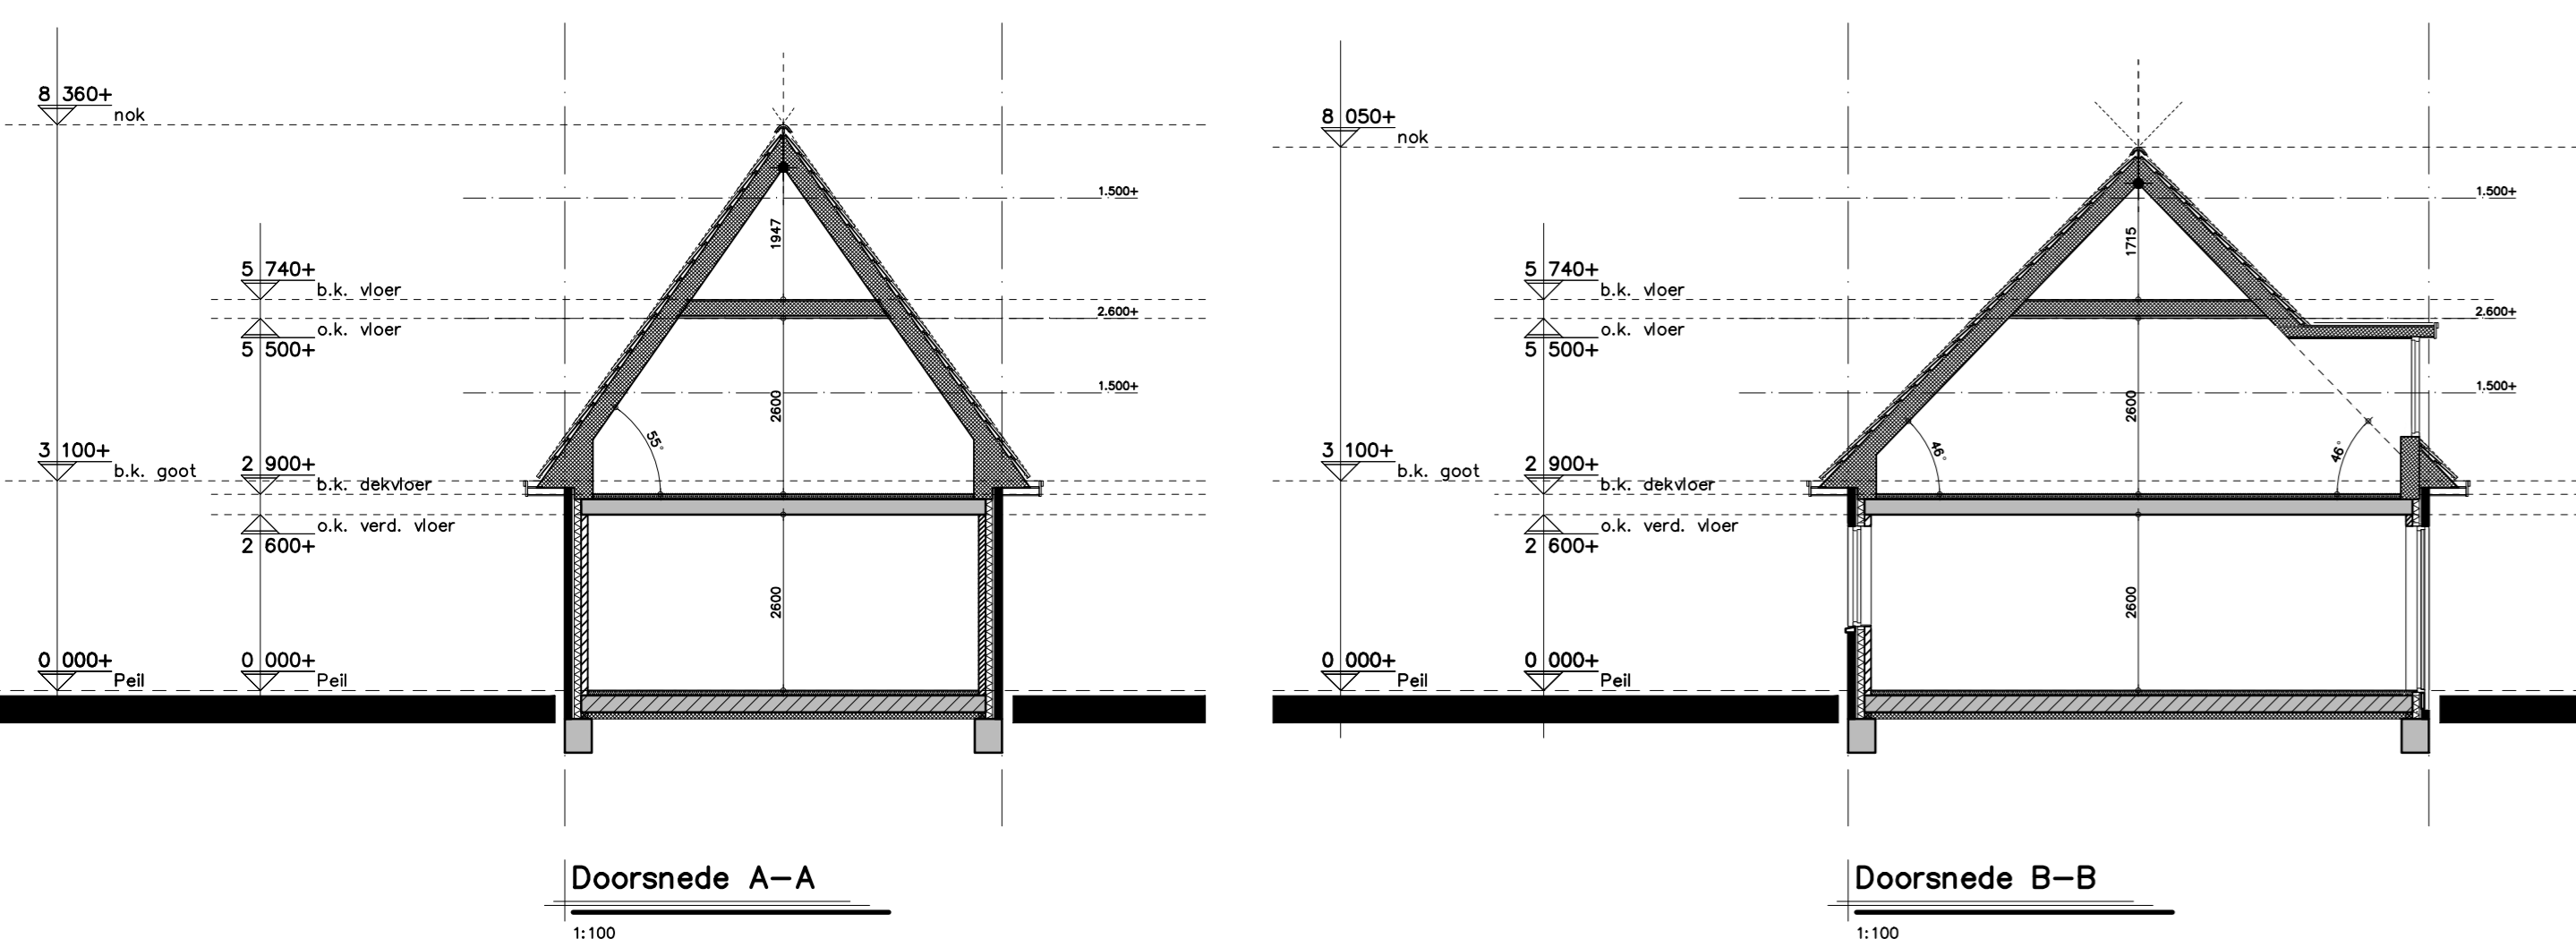 8 360+
nok
1.500+
1947
5 740+
b.k. vloer
2.600+
o.k. vloer
5 500+
1.500+
2600
55°
3 100+
b.k. goot
2 900+
b.k. dekvloer
o.k. verd. vloer
2 600+
2600
0 000+
Peil
0 000+
Peil
Doorsnede A-A
1:100
8 050+
nok
1.500+
1715
5 740+
b.k. vloer
2.600+
o.k. vloer
5 500+
1.500+
2600
46°
46°
3 100+
b.k. goot
2 900+
b.k. dekvloer
o.k. verd. vloer
2 600+
2600
0 000+
Peil
0 000+
Peil
Doorsnede B-B
1:100